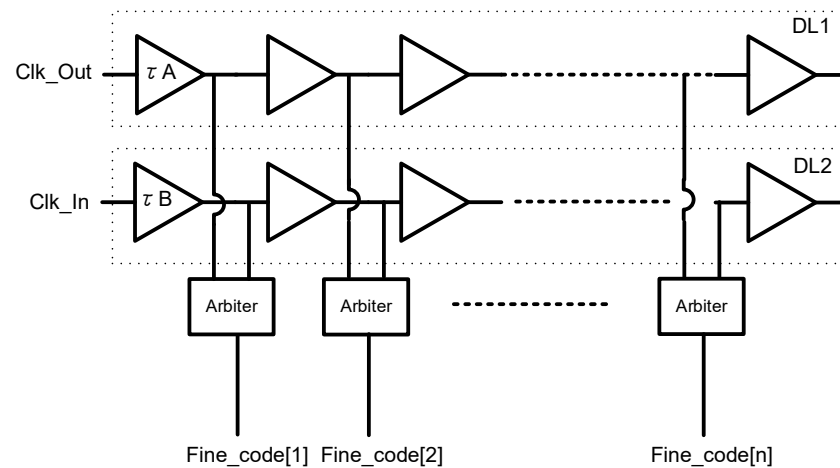 DL1
Clk_Out
τ A
DL2
Clk_In
τ B
Arbiter
Arbiter
Arbiter
Fine_code[1]
Fine_code[2]
Fine_code[n]